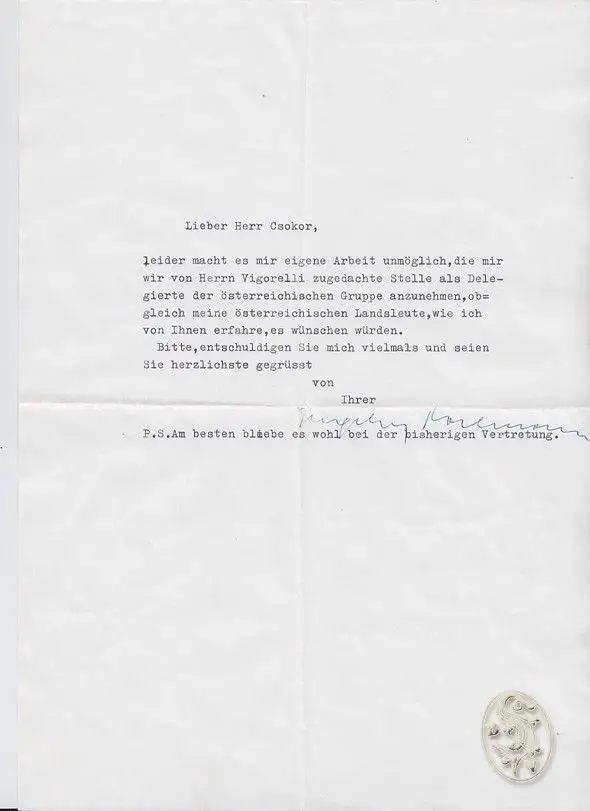 Lieber Herr Csokor,
leider macht es mir eigene Arbeit unmöglich,die mir
wir von Herrn Vigorelli zugedachte Stelle als Dele-
gierte der österreichischen Gruppe anzunehmen,ob=
gleich meine österreichischen Landsleute,wie ich
von Ihnen erfahre,es wünschen würden.
Bitte,entschuldigen Sie mich vielmals und seien
Sie herzlichste gegrüsst
von
Ihrer
Ingeborg Bachmann
P.S.Am besten bliebe es wohl bei der bisherigen Vertretung.